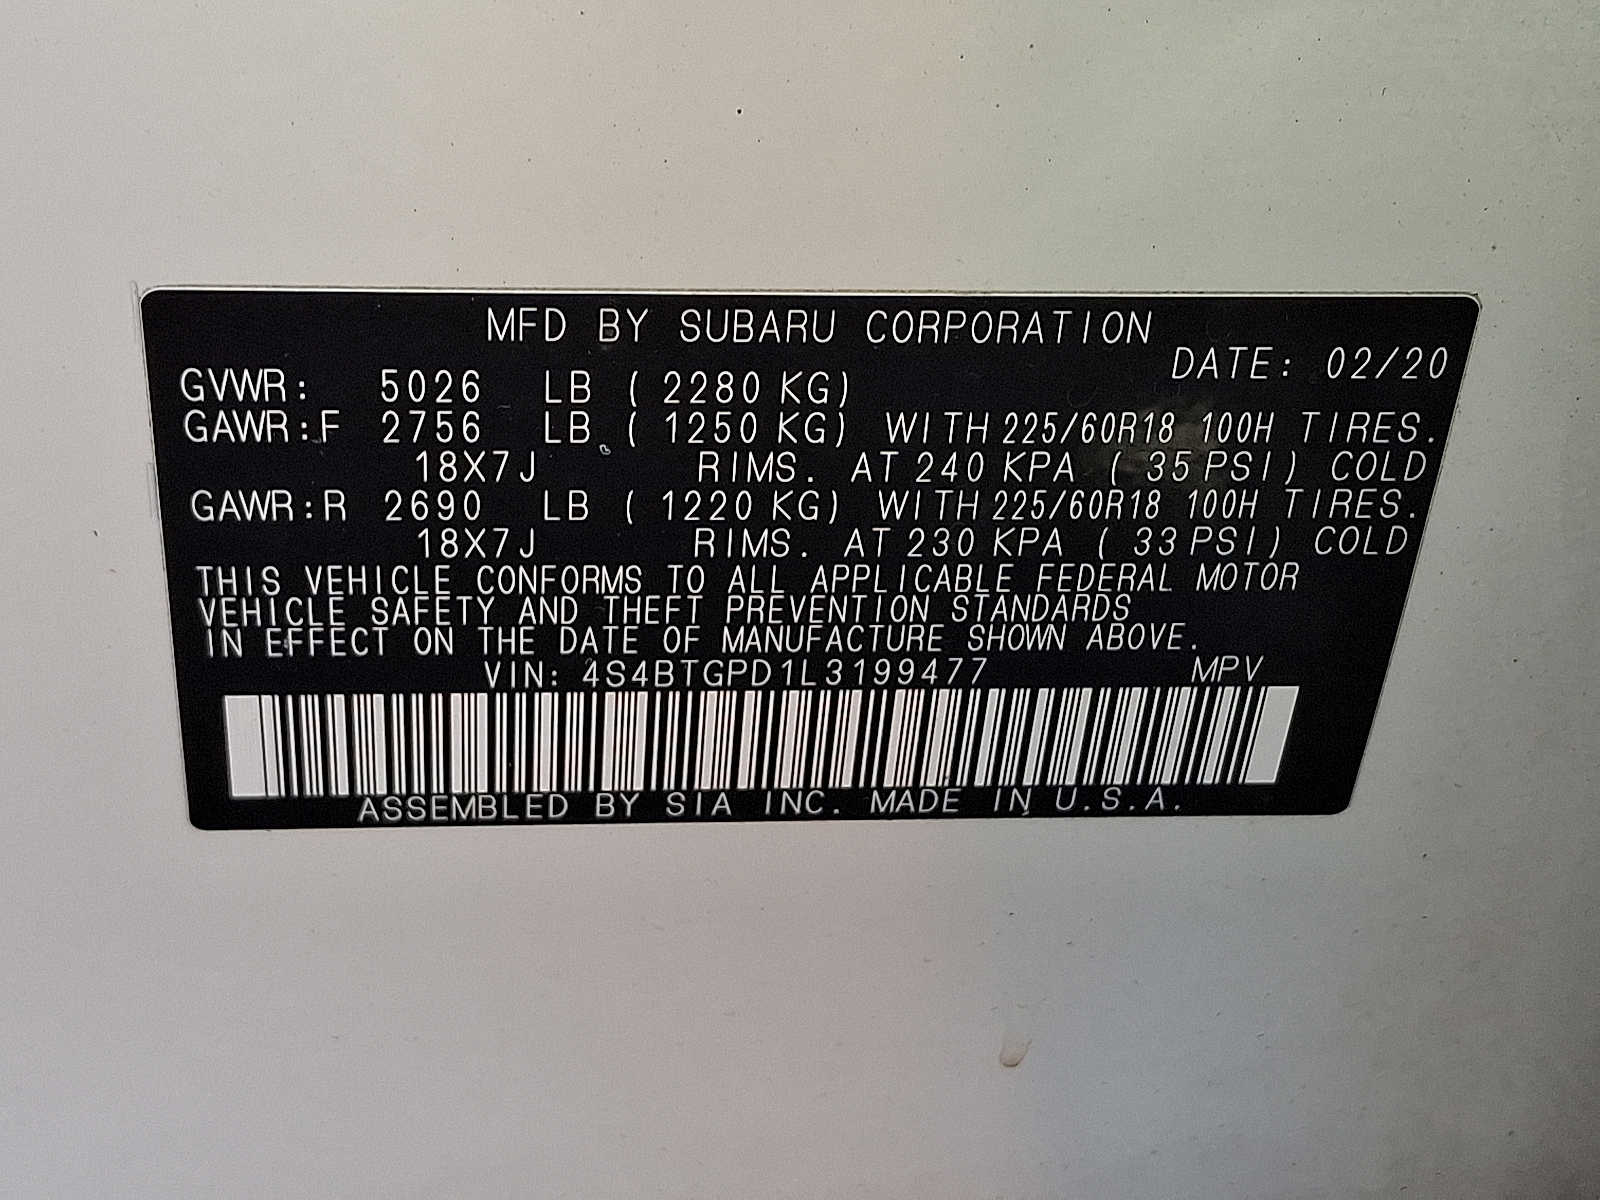 MFD BY SUBARU CORPORATION
DATE: 02/20
GVWR: 5026 LB ( 2280 KG)
GAWR:F 2756 LB ( 1250 KG) WITH 225/60R18 100H TIRES.
18X7J RIMS. AT 240 KPA ( 35 PSI) COLD
GAWR:R 2690 LB ( 1220 KG) WITH 225/60R18 100H TIRES.
18X7J RIMS. AT 230 KPA ( 33 PSI) COLD
THIS VEHICLE CONFORMS TO ALL APPLICABLE FEDERAL MOTOR
VEHICLE SAFETY AND THEFT PREVENTION STANDARDS
IN EFFECT ON THE DATE OF MANUFACTURE SHOWN ABOVE.
VIN: 4S4BTGPD1L3199477 MPV
ASSEMBLED BY SIA INC. MADE IN U.S.A.